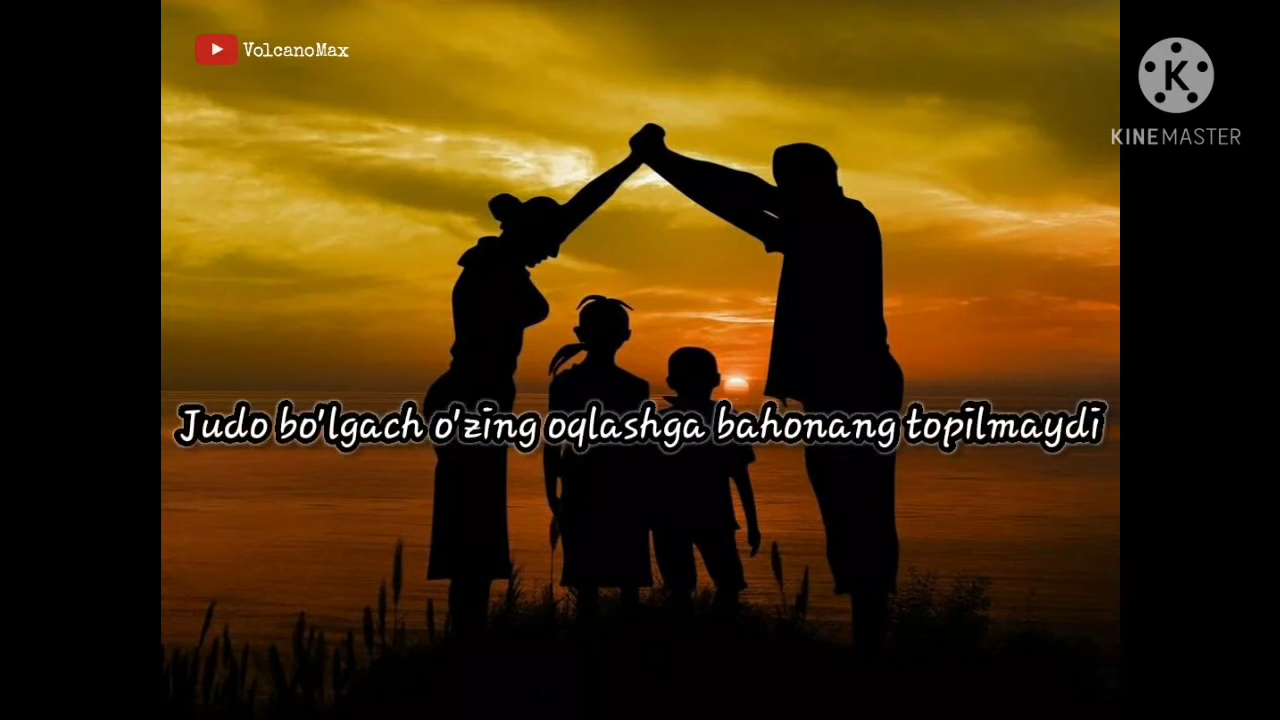 VolcanoMax
K
KINEMASTER
Judo bo'lgach o'zing oqlashga bahonang topilmaydi